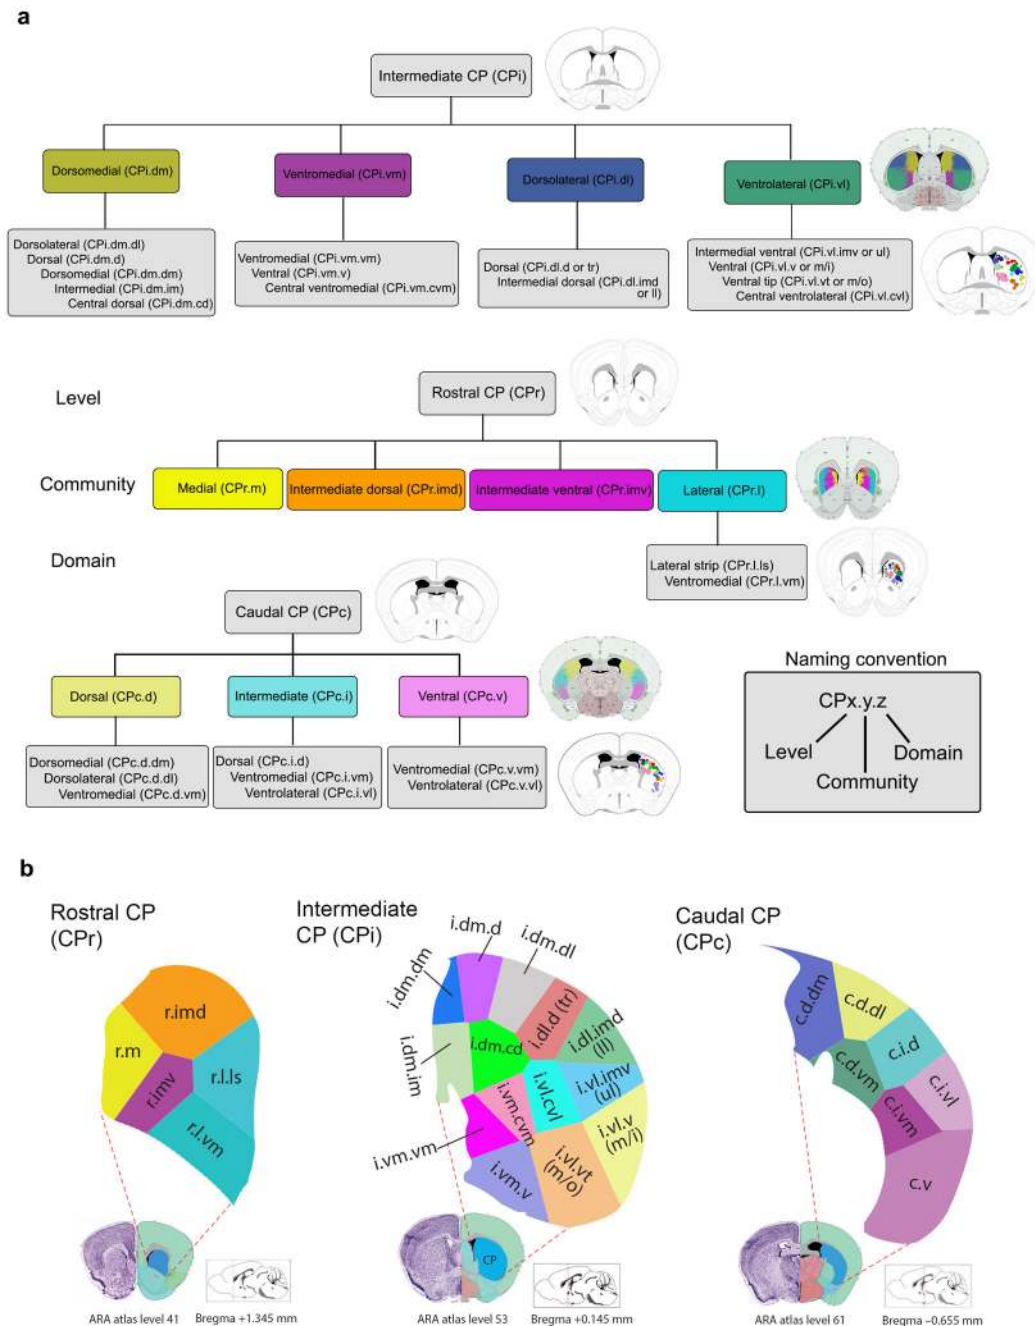 a
Intermediate CP (CPi)
Dorsomedial (CPi.dm)
Ventromedial (CPi.vm)
Dorsolateral (CPi.dl)
Ventrolateral (CPi.vl)
Dorsolateral (CPi.dm.dl)
Dorsal (CPi.dm.d)
Dorsomedial (CPi.dm.dm)
Intermedial (CPi.dm.im)
Central dorsal (CPi.dm.cd)
Ventromedial (CPi.vm.vm)
Ventral (CPi.vm.v)
Central ventromedial (CPi.vm.cvm)
Dorsal (CPi.dl.d or tr)
Intermedial dorsal (CPi.dl.imd
or ll)
Intermedial ventral (CPi.vl.imv or ul)
Ventral (CPi.vl.v or m/i)
Ventral tip (CPi.vl.vt or m/o)
Central ventrolateral (CPi.vl.cvl)
Level
Rostral CP (CPr)
Community
Medial (CPr.m)
Intermediate dorsal (CPr.imd)
Intermediate ventral (CPr.imv)
Lateral (CPr.l)
Domain
Lateral strip (CPr.l.ls)
Ventromedial (CPr.l.vm)
Caudal CP (CPc)
Dorsal (CPc.d)
Intermediate (CPc.i)
Ventral (CPc.v)
Dorsomedial (CPc.d.dm)
Dorsolateral (CPc.d.dl)
Ventromedial (CPc.d.vm)
Dorsal (CPc.i.d)
Ventromedial (CPc.i.vm)
Ventrolateral (CPc.i.vl)
Ventromedial (CPc.v.vm)
Ventrolateral (CPc.v.vl)
Naming convention
CPx.y.z
Level
Domain
Community
b
Rostral CP
(CPr)
r.imd
r.m
r.imv
r.l.ls
r.l.vm
ARA atlas level 41
Bregma +1.345 mm
Intermediate
CP (CPi)
i.dm.d
i.dm.dl
i.dm.dm
i.dl.d (tr)
i.dl.imd
(ll)
i.dm.cd
i.dm.im
i.vl.cvl
i.vl.imv
(ul)
i.vm.cvm
i.vl.v
(m/i)
i.vm.vm
i.vl.vt
(m/o)
i.vm.v
CP
ARA atlas level 53
Bregma +0.145 mm
Caudal CP
(CPc)
c.d.dm
c.d.dl
c.i.d
c.d.vm
c.i.vl
c.i.vm
c.v
ARA atlas level 61
Bregma −0.655 mm